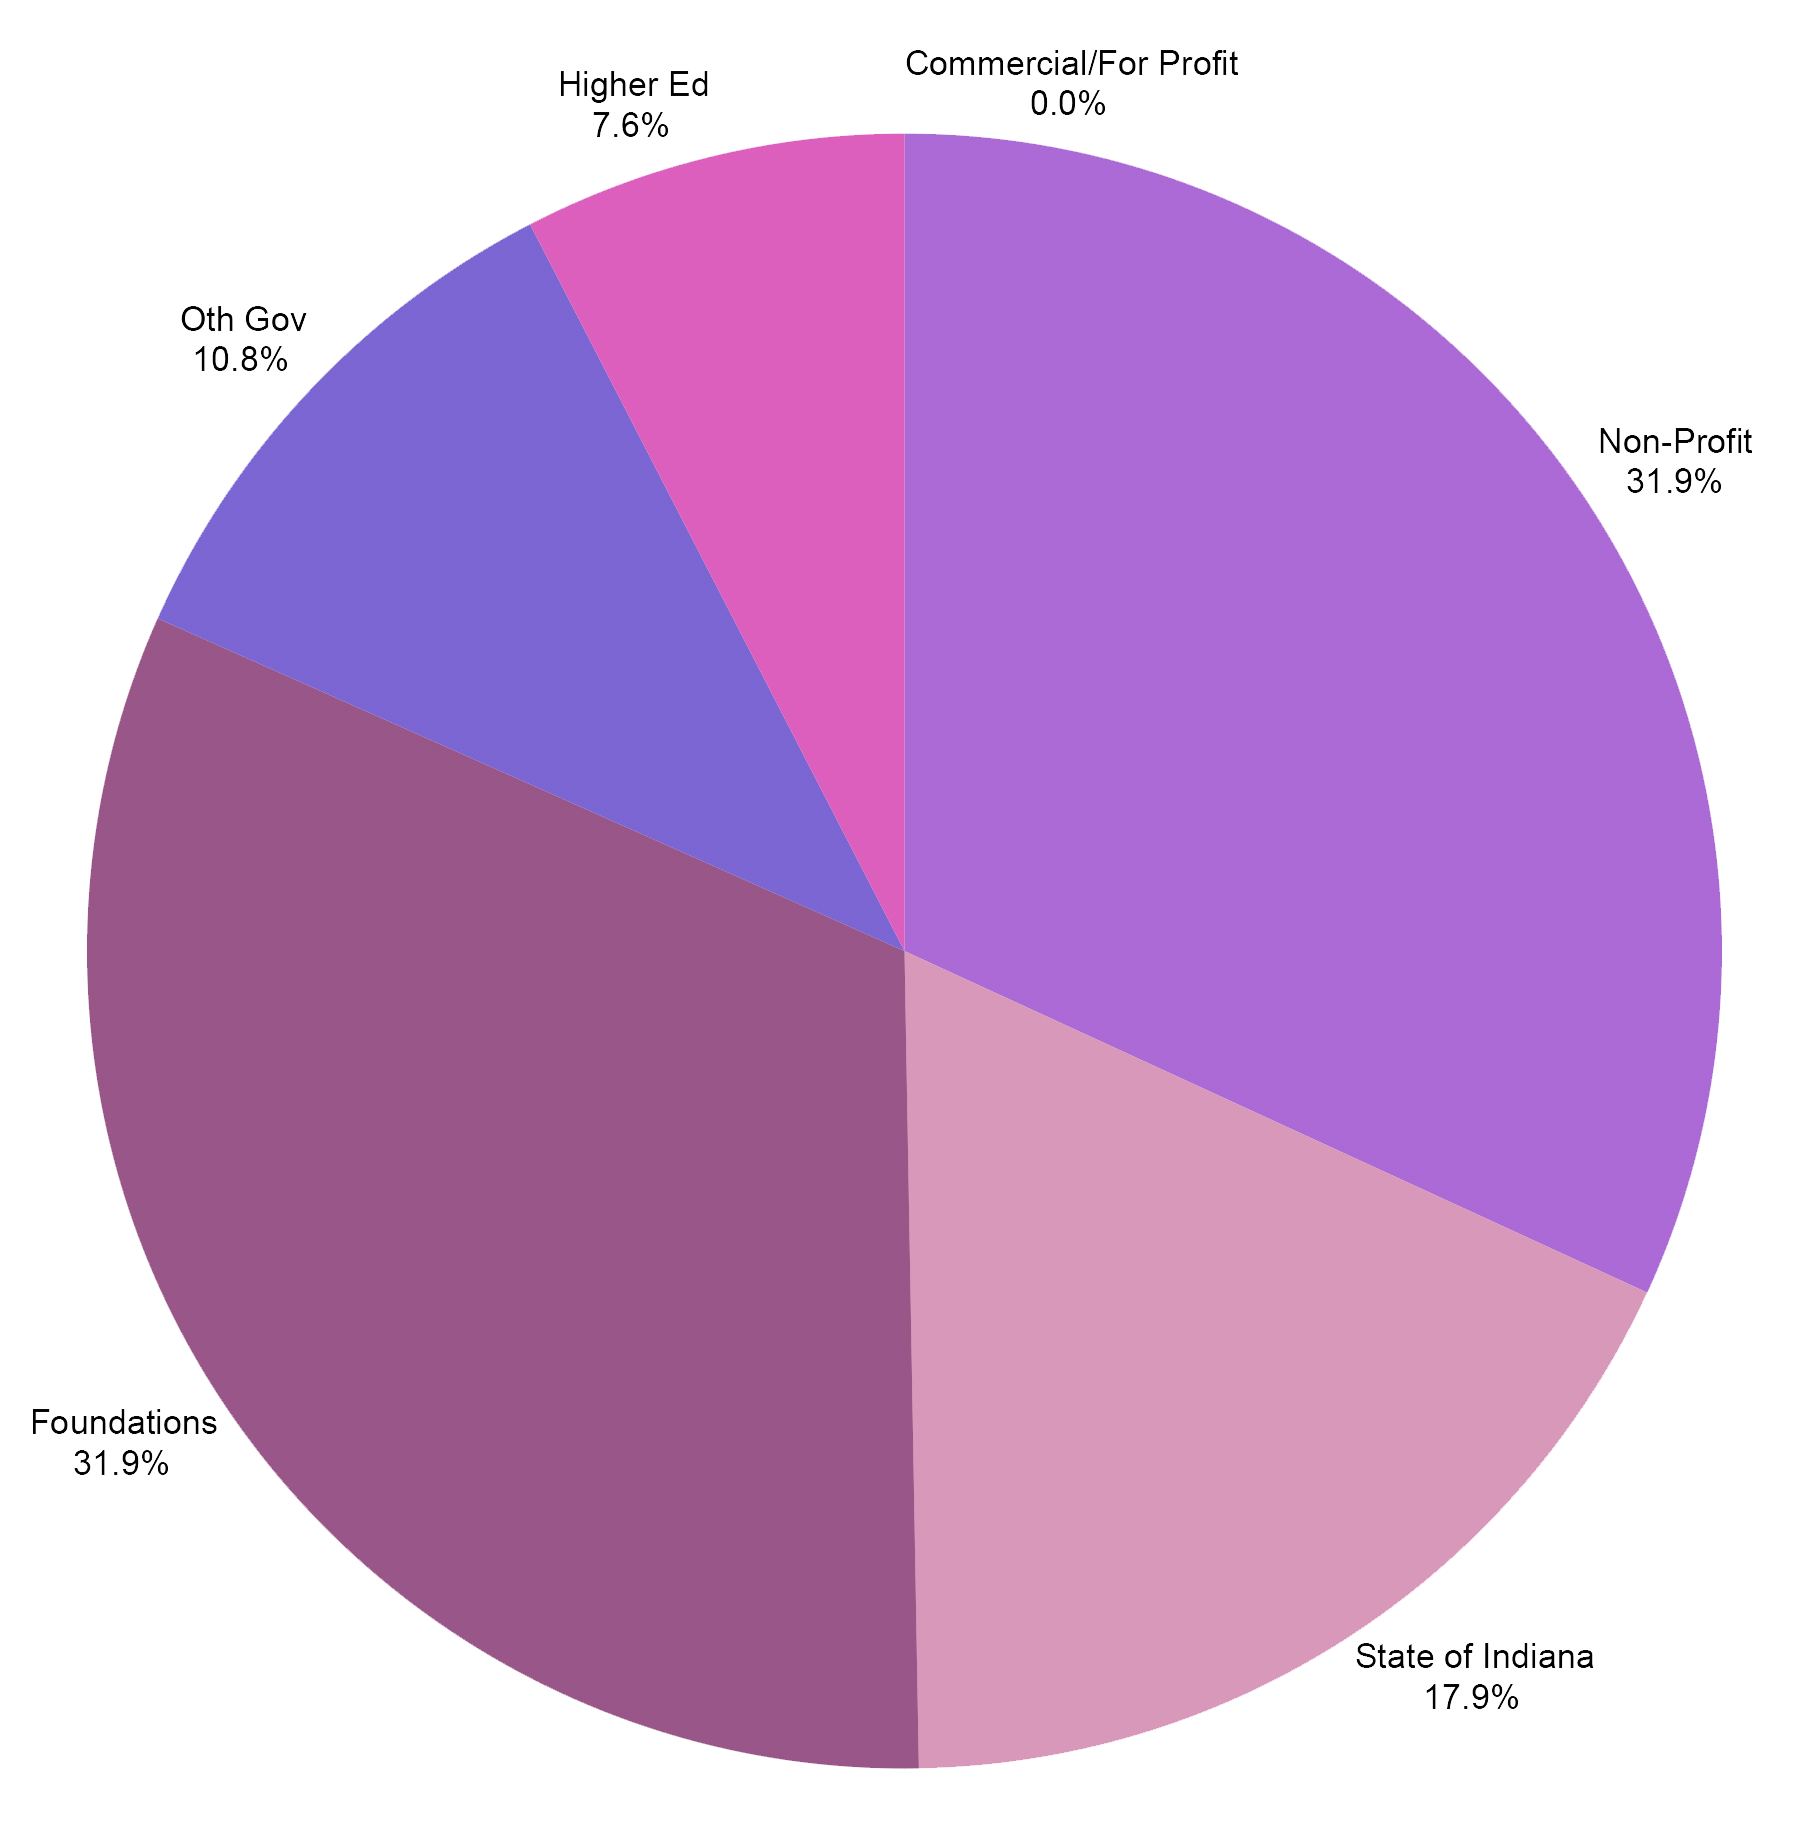 Commercial/For Profit
0.0%
Higher Ed
7.6%
Oth Gov
10.8%
Non-Profit
31.9%
Foundations
31.9%
State of Indiana
17.9%